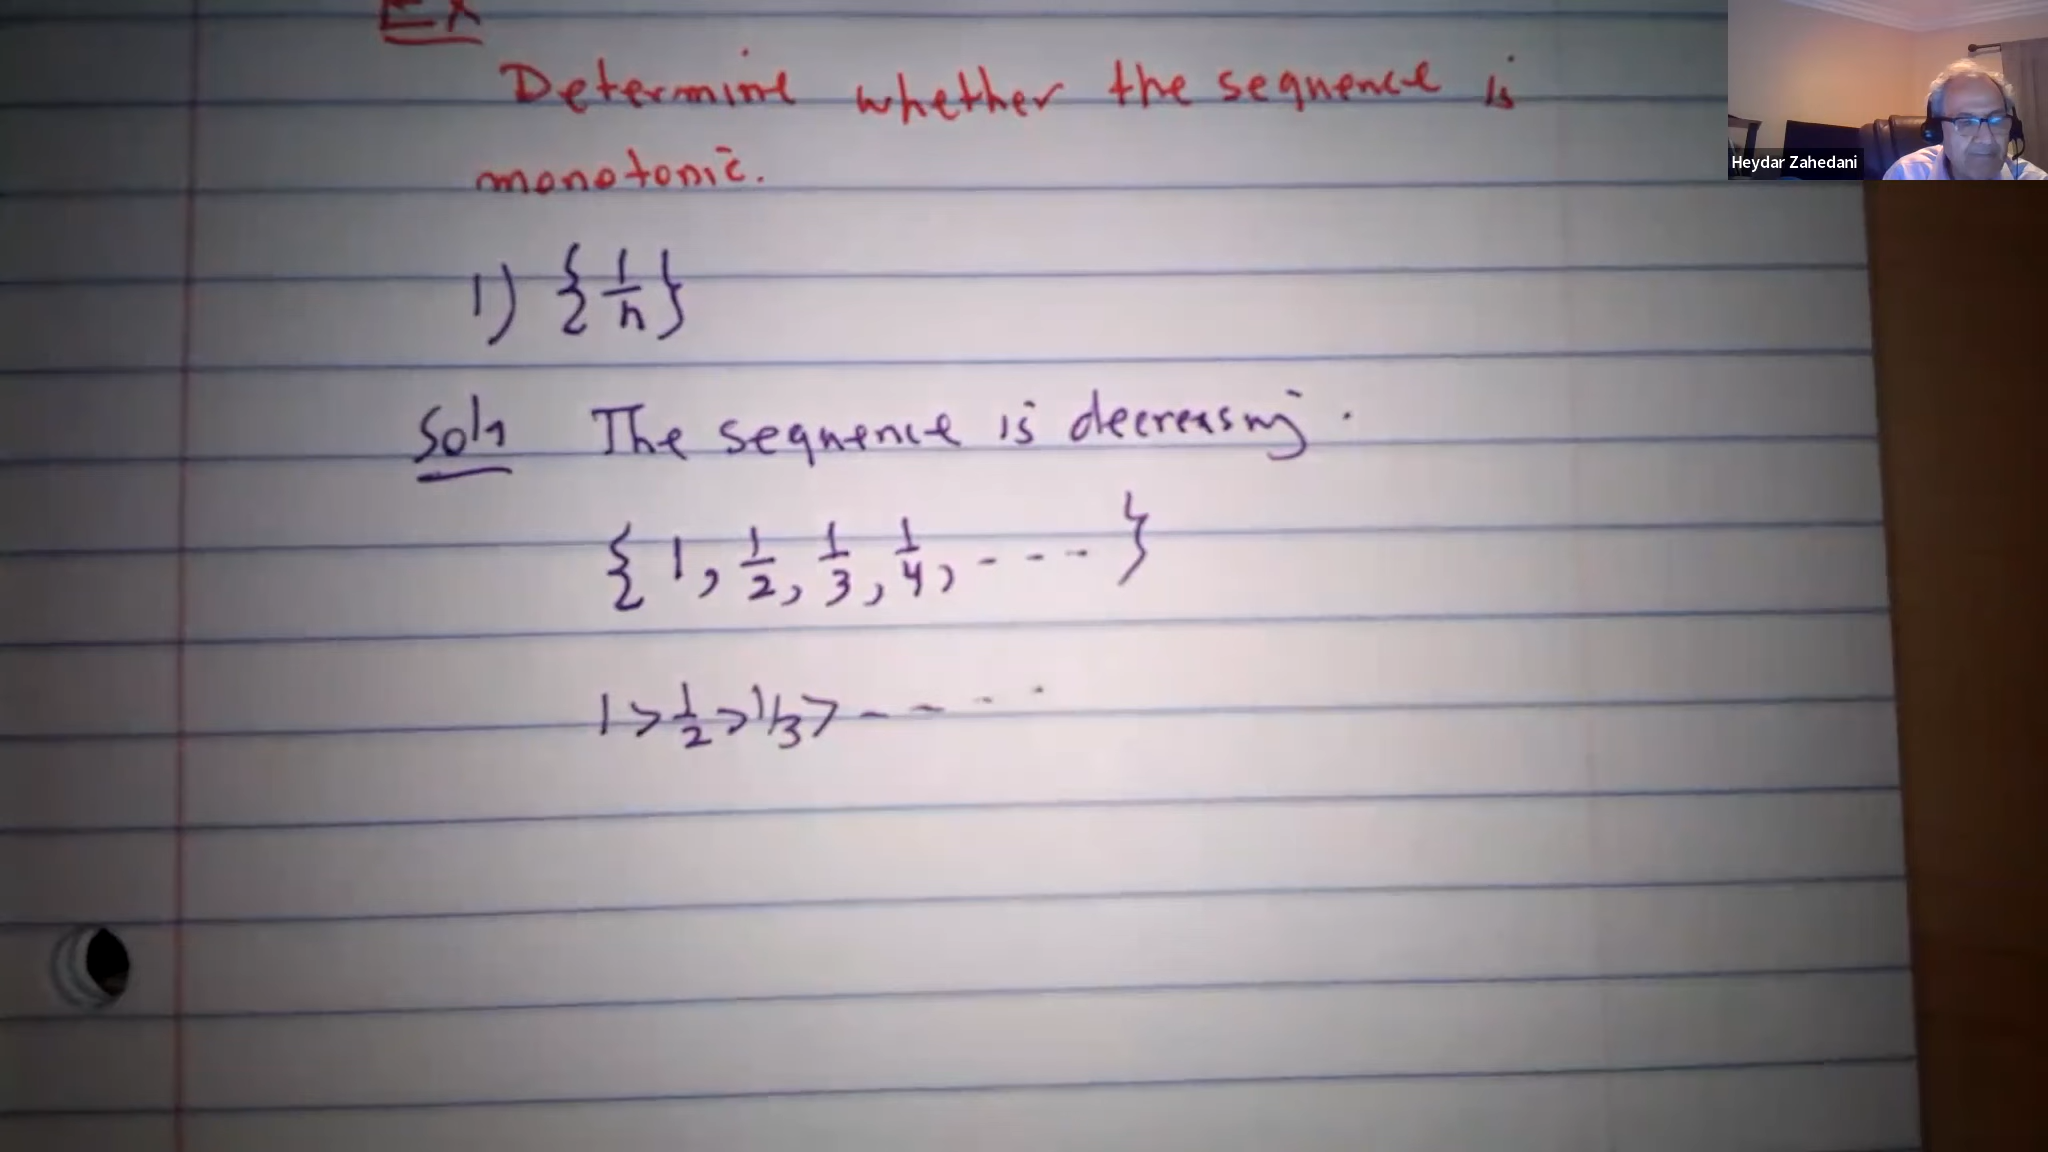 Ex
Determine whether the sequence is
monotonic.
Heydar Zahedani
1) {1/n}
Soln The sequence is decreasing.
{1, 1/2, 1/3, 1/4, ----}
1 > 1/2 > 1/3 > ----